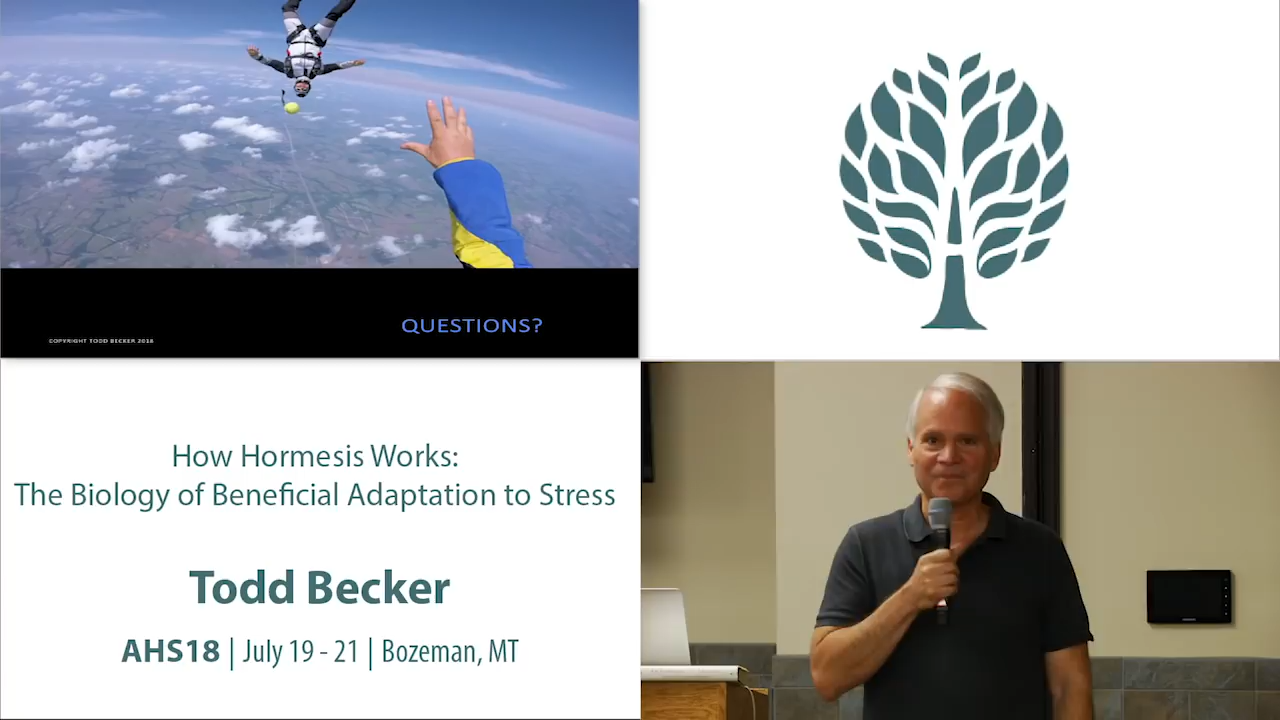 QUESTIONS?
COPYRIGHT TODD BECKER 2018
How Hormesis Works:
The Biology of Beneficial Adaptation to Stress
Todd Becker
AHS18 | July 19 - 21 | Bozeman, MT